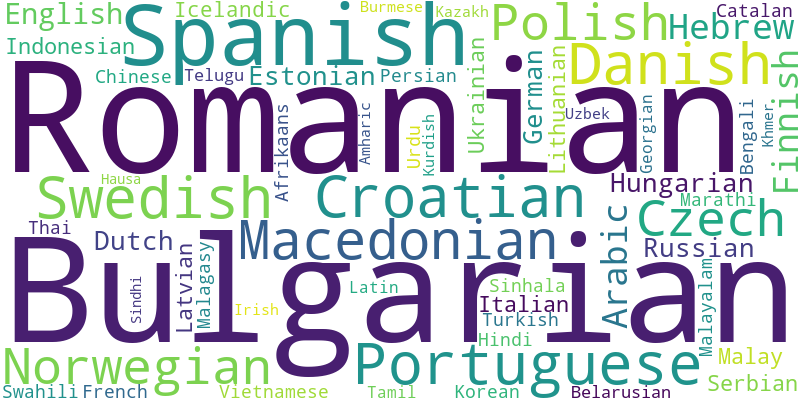 English
Icelandic
Spanish
Burmese
Kazakh
Polish
Catalan
Hebrew
Indonesian
Chinese
Telugu
Estonian
Persian
Ukrainian
German
Lithuanian
Danish
Finnish
Romanian
Afrikaans
Amharic
Urdu
Kurdish
Uzbek
Georgian
Bengali
Khmer
Hausa
Swedish
Croatian
Hungarian
Marathi
Czech
Thai
Dutch
Macedonian
Arabic
Russian
Bulgarian
Sindhi
Latvian
Malagasy
Irish
Latin
Sinhala
Italian
Turkish
Hindi
Malayalam
Malay
Norwegian
Portuguese
Serbian
Swahili
French
Vietnamese
Tamil
Korean
Belarusian